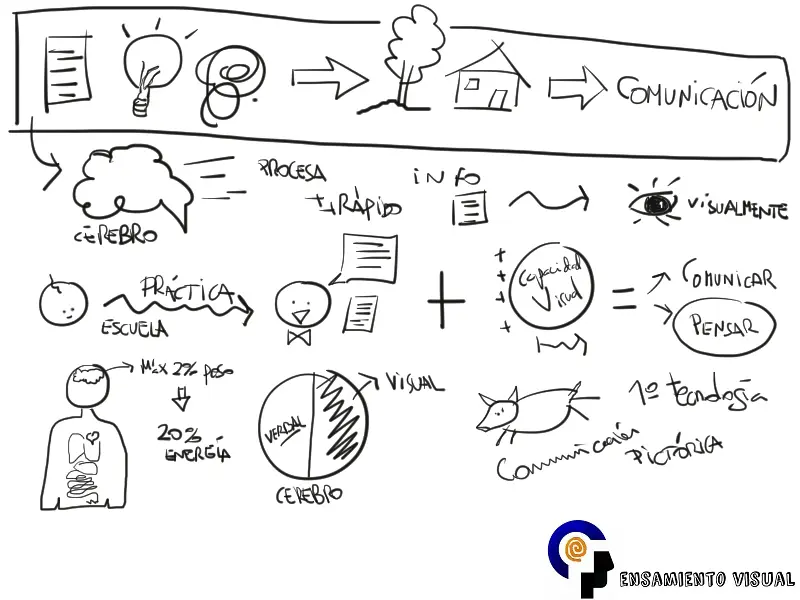 COMUNICACIÓN
PROCESA
++RÁPIDO
INFO
VISUALMENTE
CEREBRO
PRÁCTICA
ESCUELA
+
+
+
+
Capacidad
Visual
+
=
COMUNICAR
PENSAR
MÁX 2% peso
20%
ENERGÍA
VERBAL
VISUAL
CEREBRO
1º tecnología
Comunicación
PICTÓRICA
PENSAMIENTO VISUAL